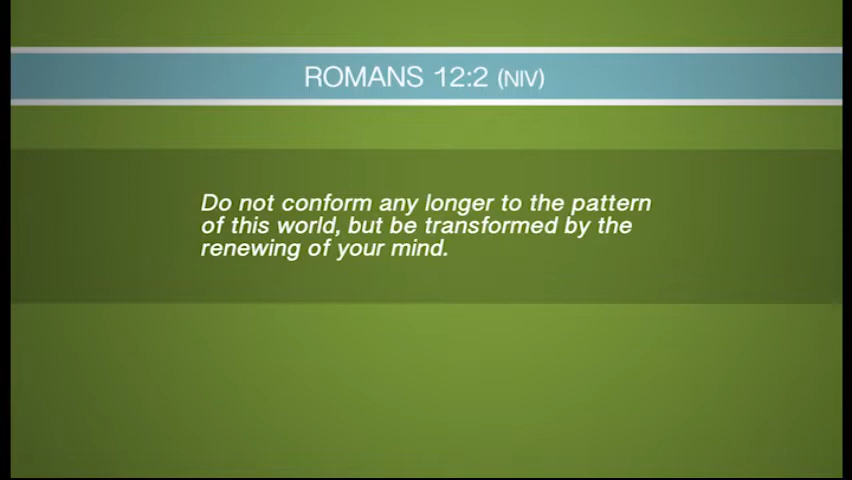 ROMANS 12:2 (NIV)
Do not conform any longer to the pattern
of this world, but be transformed by the
renewing of your mind.